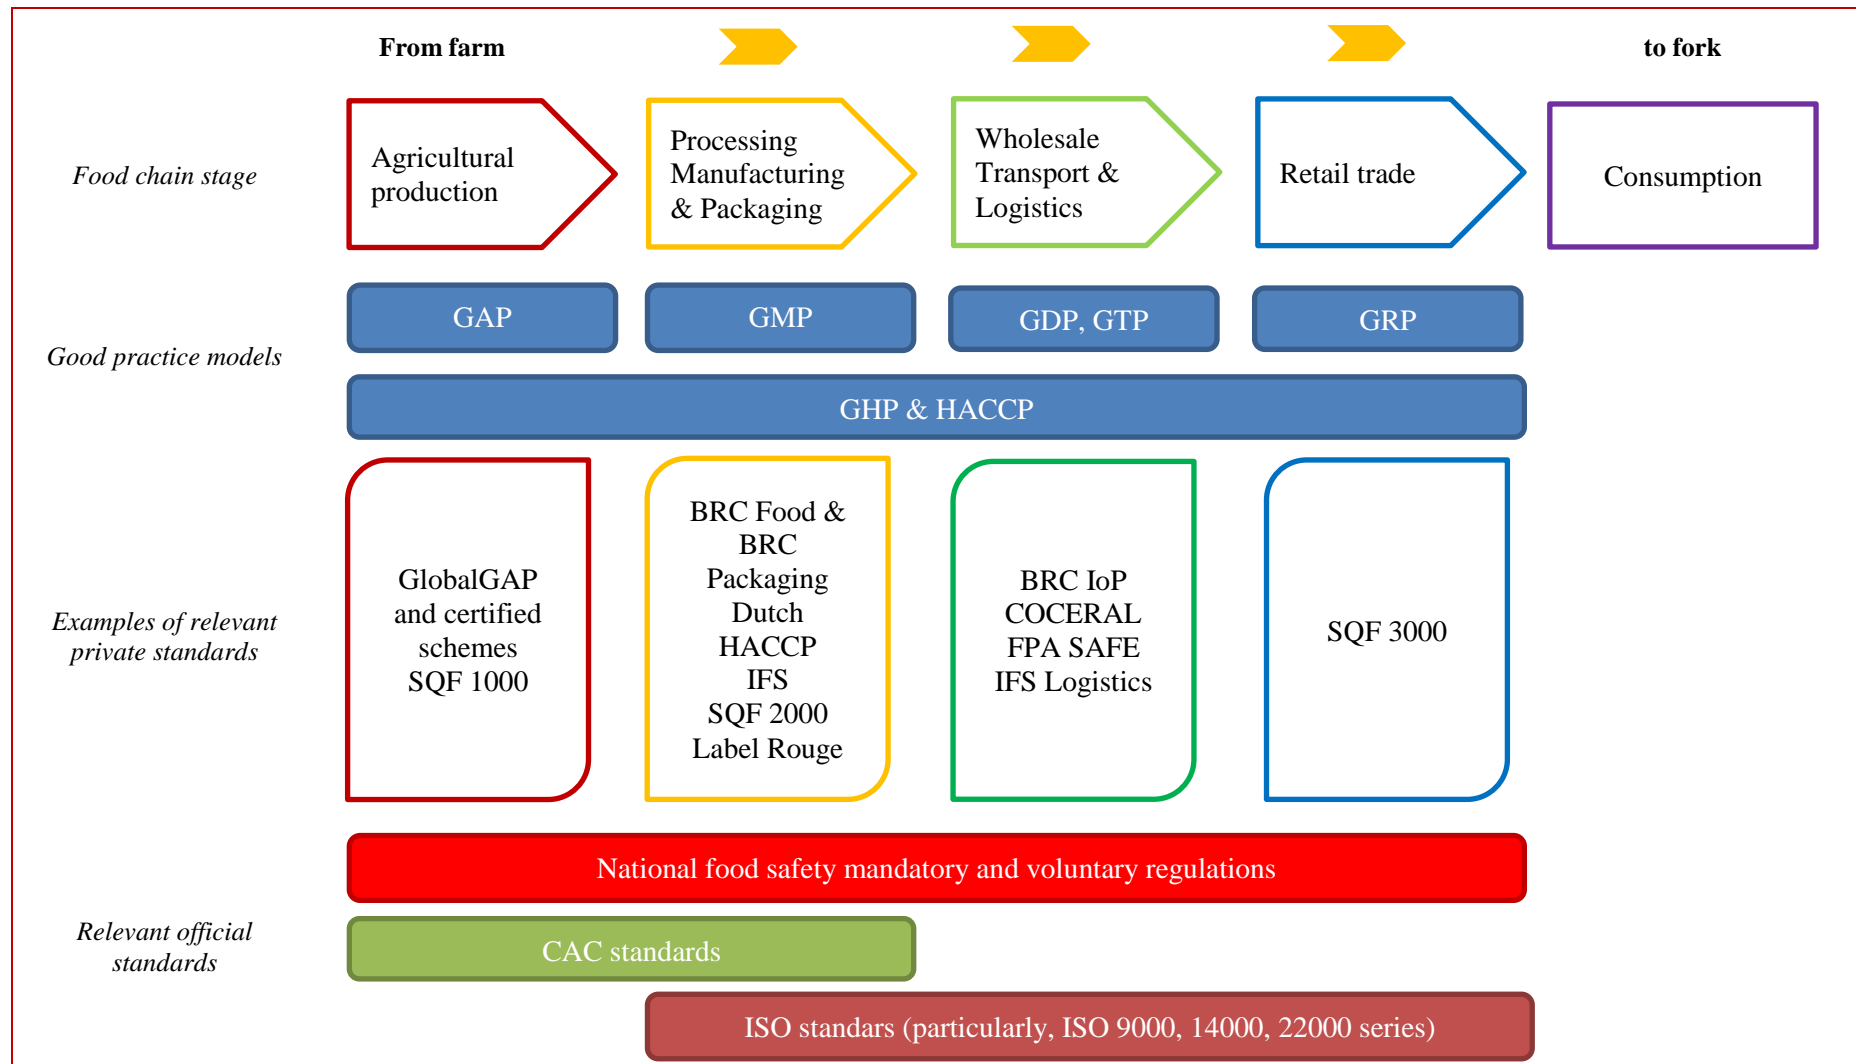 From farm
to fork
Food chain stage
Agricultural
production
Processing
Manufacturing
& Packaging
Wholesale
Transport &
Logistics
Retail trade
Consumption
Good practice models
GAP
GMP
GDP, GTP
GRP
GHP & HACCP
Examples of relevant
private standards
GlobalGAP
and certified
schemes
SQF 1000
BRC Food &
BRC
Packaging
Dutch
HACCP
IFS
SQF 2000
Label Rouge
BRC IoP
COCERAL
FPA SAFE
IFS Logistics
SQF 3000
Relevant official
standards
National food safety mandatory and voluntary regulations
CAC standards
ISO standars (particularly, ISO 9000, 14000, 22000 series)